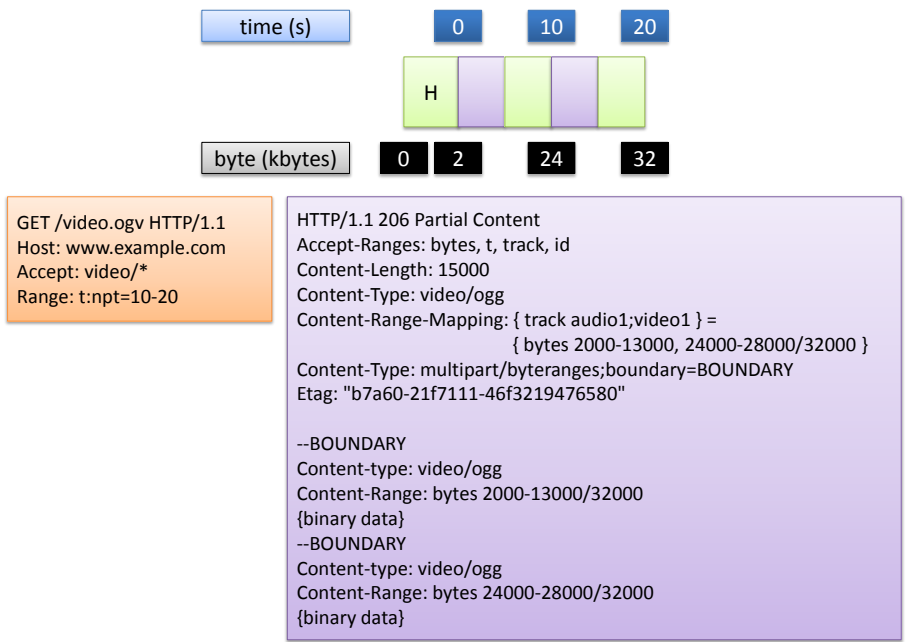 time (s) 0 10 20
H
byte (kbytes) 0 2 24 32
GET /video.ogv HTTP/1.1
Host: www.example.com
Accept: video/*
Range: t:npt=10-20
HTTP/1.1 206 Partial Content
Accept-Ranges: bytes, t, track, id
Content-Length: 15000
Content-Type: video/ogg
Content-Range-Mapping: { track audio1;video1 } =
{ bytes 2000-13000, 24000-28000/32000 }
Content-Type: multipart/byteranges;boundary=BOUNDARY
Etag: "b7a60-21f7111-46f3219476580"
--BOUNDARY
Content-type: video/ogg
Content-Range: bytes 2000-13000/32000
{binary data}
--BOUNDARY
Content-type: video/ogg
Content-Range: bytes 24000-28000/32000
{binary data}